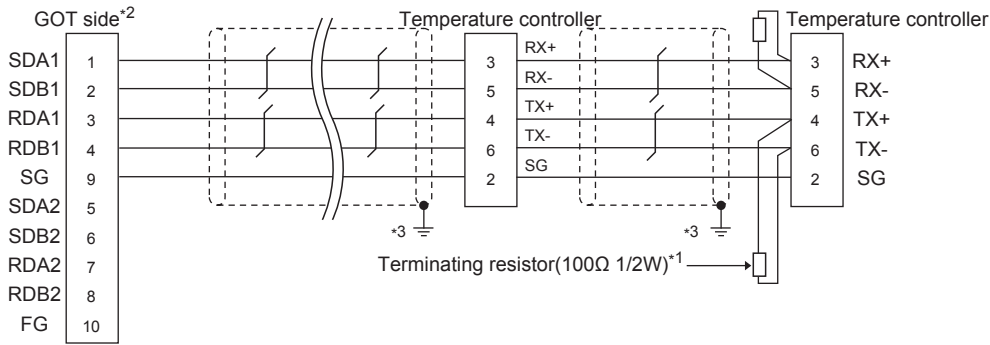 GOT side*2 Temperature controller Temperature controller
SDA1 1 3 RX+ 3 RX+
SDB1 2 5 RX- 5 RX-
RDA1 3 4 TX+ 4 TX+
RDB1 4 6 TX- 6 TX-
SG 9 2 SG 2 SG
SDA2 5
SDB2 6 *3 *3
RDA2 7 Terminating resistor(100Ω 1/2W)*1
RDB2 8
FG 10